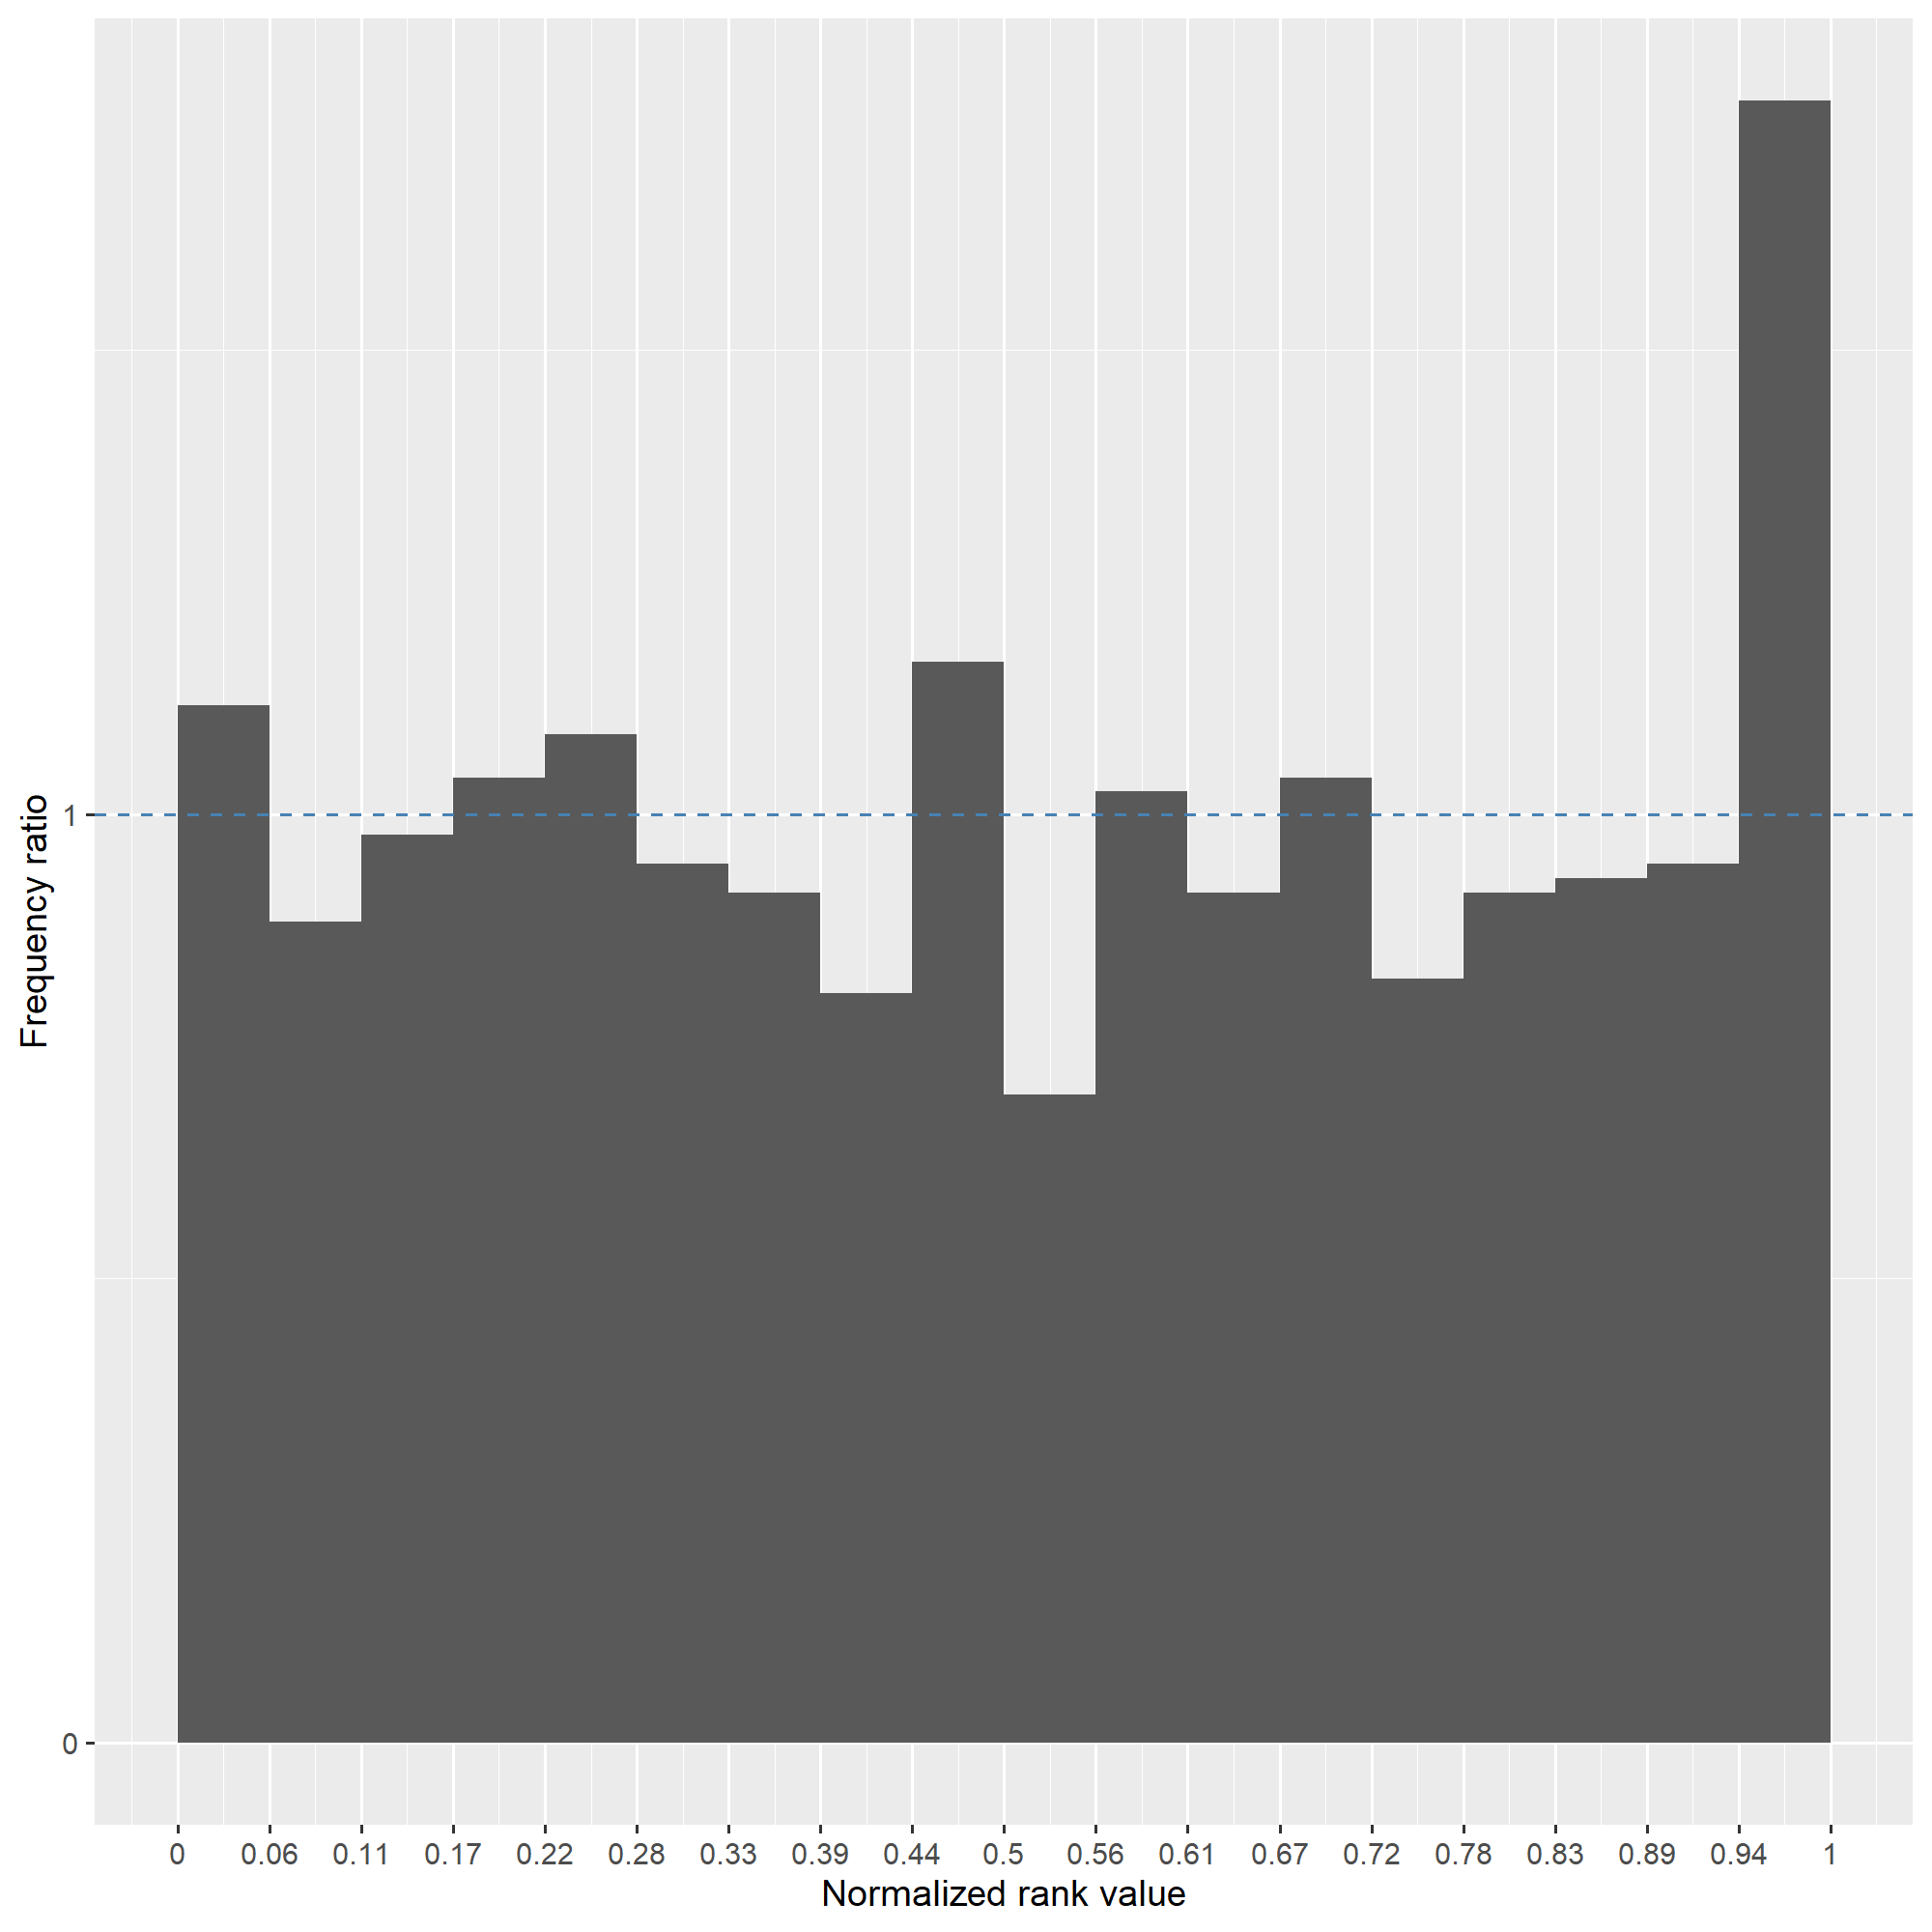 Frequency ratio
1
0
0 0.06 0.11 0.17 0.22 0.28 0.33 0.39 0.44 0.5 0.56 0.61 0.67 0.72 0.78 0.83 0.89 0.94 1
Normalized rank value